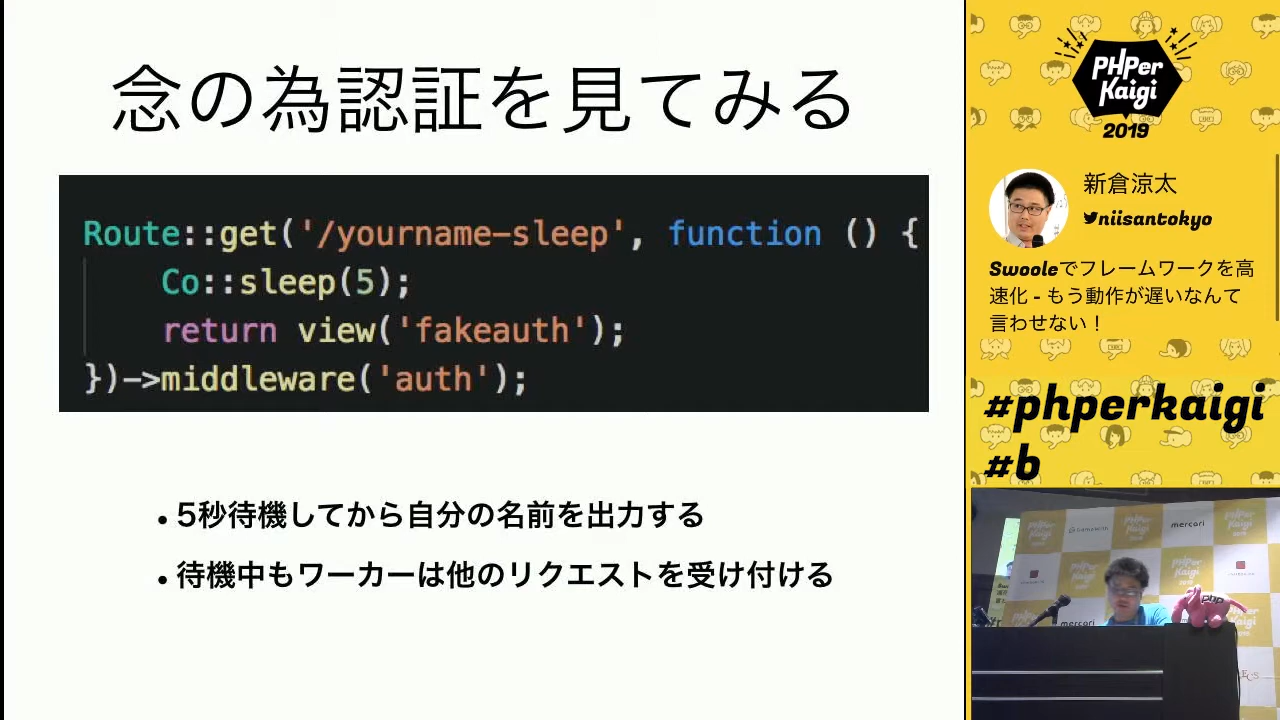 念の為認証を見てみる
Route::get('/yourname-sleep', function () {
Co::sleep(5);
return view('fakeauth');
})->middleware('auth');
• 5秒待機してから自分の名前を出力する
• 待機中もワーカーは他のリクエストを受け付ける
PHPer
Kaigi
2019
新倉涼太
niisantokyo
Swooleでフレームワークを高
速化 - もう動作が遅いなんて
言わせない！
#phperkaigi
#b
mercari
PHPer
Kaigi
mercari
php